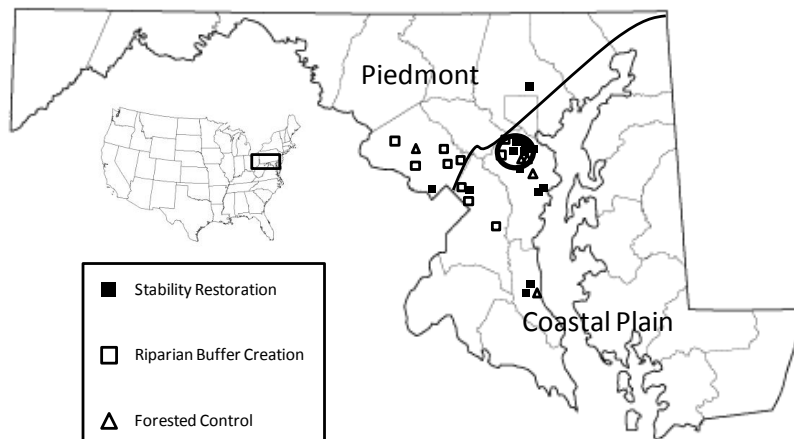 Piedmont
Coastal Plain
Stability Restoration
Riparian Buffer Creation
Forested Control